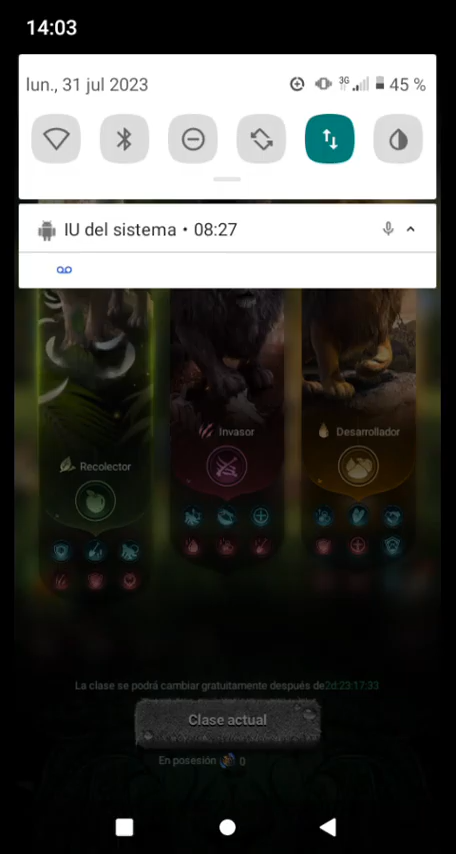 14:03
lun., 31 jul 2023
3G
45 %
IU del sistema • 08:27
Invasor
Desarrollador
Recolector
La clase se podrá cambiar gratuitamente después de2d:23:17:33
Clase actual
En posesión 0